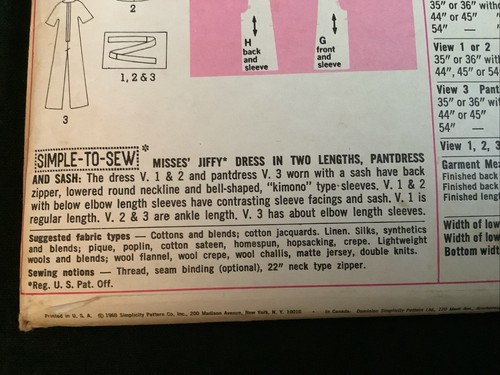 2
3
1, 2 & 3
H
back
and
sleeve
G
front
and
sleeve
35" or 36" witho
44" or 45"
54" —
View 1 or 2
35" or 36" with
44", 45" or 54
View 3 Pant
35" or 36" with
44" or 45"
54" —
View 1, 2, 3
Garment Mea
Finished back
Finished back
Finished
Width of low
Width of low
Bottom widt
SIMPLE-TO-SEW* MISSES' JIFFY* DRESS IN TWO LENGTHS, PANTDRESS
AND SASH: The dress V. 1 & 2 and pantdress V. 3 worn with a sash have back
zipper, lowered round neckline and bell-shaped, "kimono" type sleeves. V. 1 & 2
with below elbow length sleeves have contrasting sleeve facings and sash. V. 1 is
regular length. V. 2 & 3 are ankle length. V. 3 has about elbow length sleeves.
Suggested fabric types — Cottons and blends; cotton jacquards. Linen. Silks, synthetics
and blends; pique, poplin, cotton sateen, homespun, hopsacking, crepe. Lightweight
wools and blends; wool flannel, wool crepe, wool challis, matte jersey, double knits.
Sewing notions — Thread, seam binding (optional), 22" neck type zipper.
*Reg. U. S. Pat. Off.
Printed in U. S. A. © 1968 Simplicity Pattern Co. Inc., 200 Madison Avenue, New York, N. Y. 10016 — In Canada, Dominion Simplicity Patterns Ltd.,